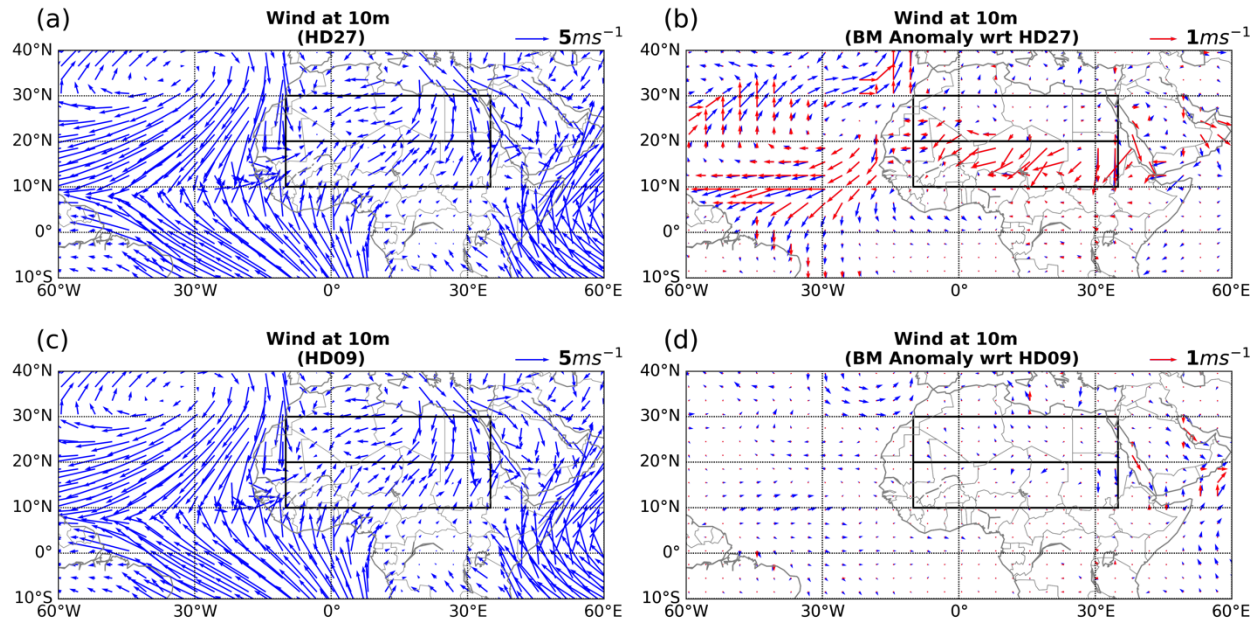 (a)
Wind at 10m
(HD27)
5ms⁻¹
40°N
30°N
20°N
10°N
0°
10°S
60°W
30°W
0°
30°E
60°E
(b)
Wind at 10m
(BM Anomaly wrt HD27)
1ms⁻¹
40°N
30°N
20°N
10°N
0°
10°S
60°W
30°W
0°
30°E
60°E
(c)
Wind at 10m
(HD09)
5ms⁻¹
40°N
30°N
20°N
10°N
0°
10°S
60°W
30°W
0°
30°E
60°E
(d)
Wind at 10m
(BM Anomaly wrt HD09)
1ms⁻¹
40°N
30°N
20°N
10°N
0°
10°S
60°W
30°W
0°
30°E
60°E